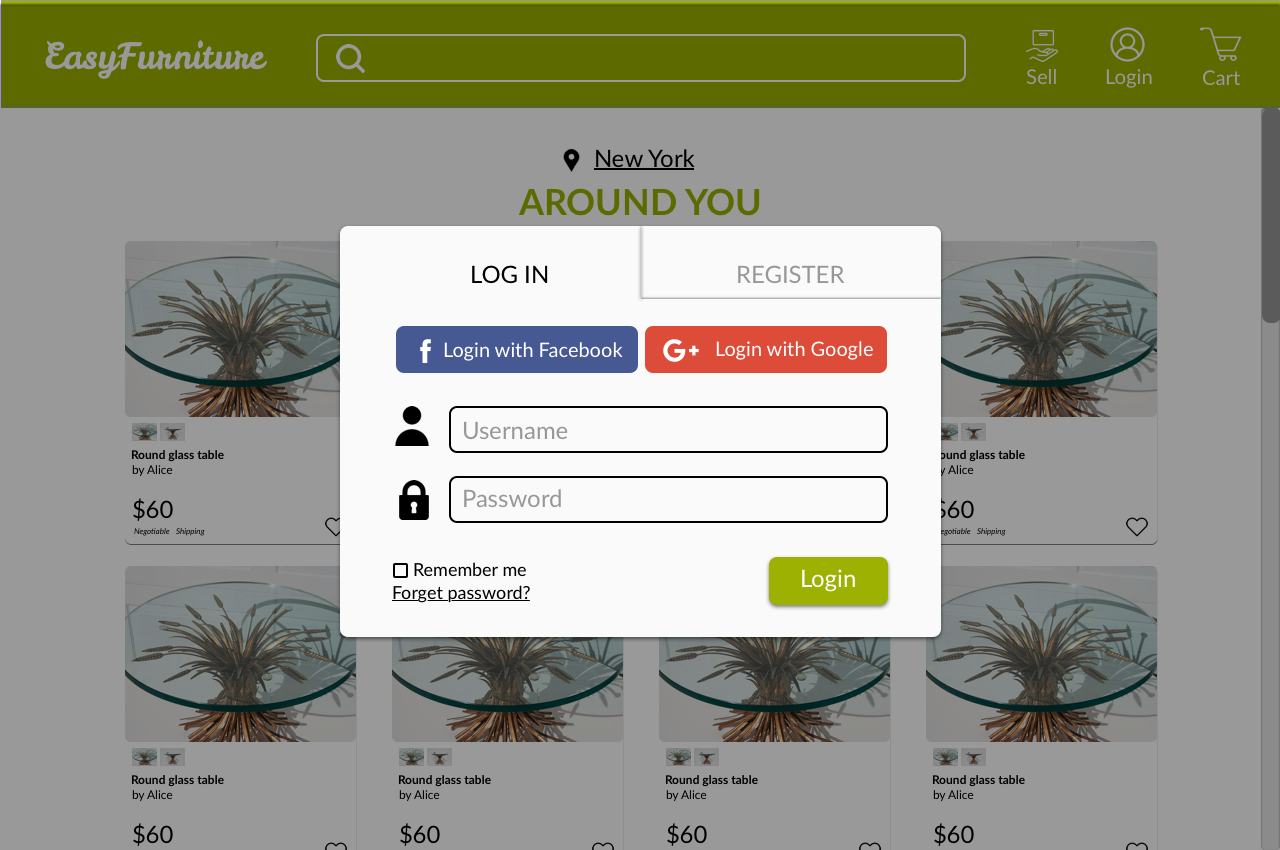 EasyFurniture
Sell
Login
Cart
New York
AROUND YOU
LOG IN
REGISTER
Login with Facebook
G+ Login with Google
Username
Password
Remember me
Forget password?
Login
Round glass table
by Alice
$60
Negotiable Shipping
ound glass table
by Alice
$60
egotiable Shipping
Round glass table
by Alice
$60
Round glass table
by Alice
$60
Round glass table
by Alice
$60
Round glass table
by Alice
$60